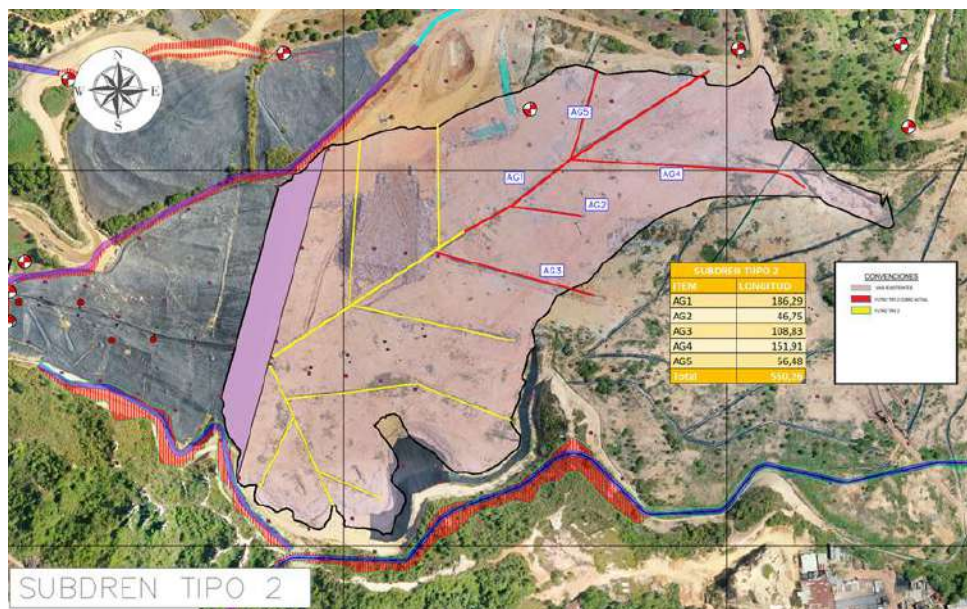 N
W E
S
AG5
AG1
AG4
AG2
AG3
SUBDREN TIIPO 2
ITEM LONGITUD
AG1 186,29
AG2 46,75
AG3 108,83
AG4 151,91
AG5 56,48
Total 550,26
CONVENCIONES
SUBDREN TIPO 2